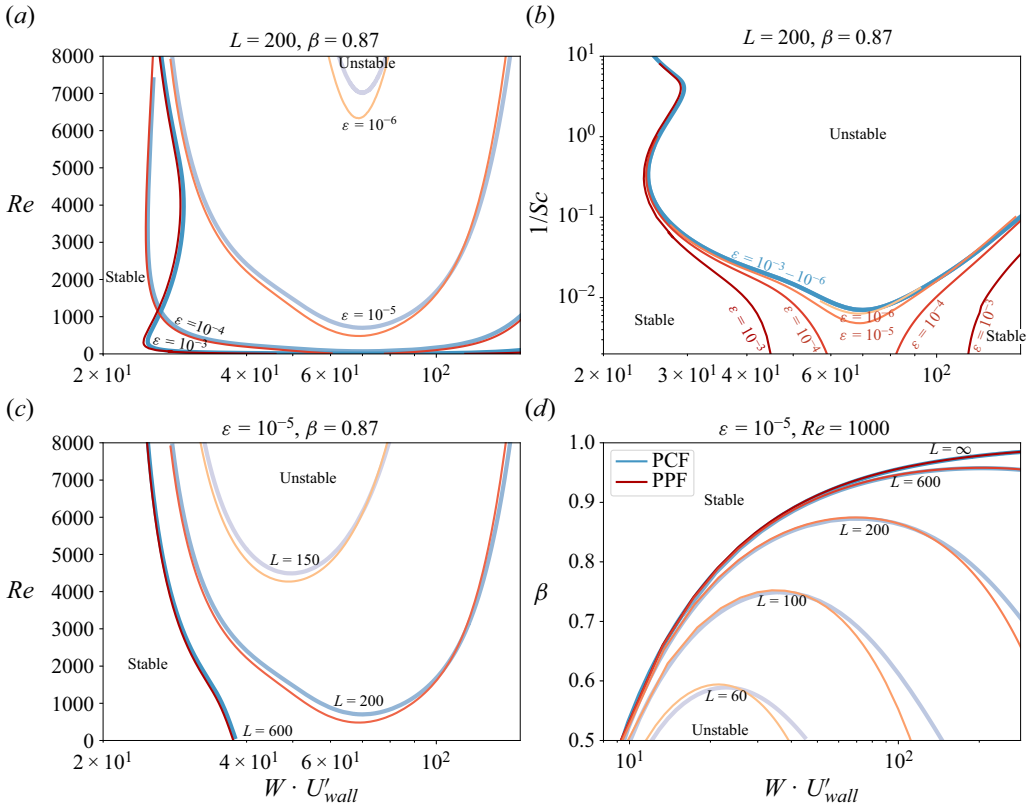 (a)
L = 200, β = 0.87
8000
7000
6000
5000
4000
3000
2000
1000
0
Re
Unstable
ε = 10⁻⁶
ε = 10⁻⁵
Stable
ε = 10⁻⁴
ε = 10⁻³
2 × 10¹
4 × 10¹
6 × 10¹
10²
(b)
L = 200, β = 0.87
10¹
10⁰
10⁻¹
10⁻²
1/Sc
Unstable
ε = 10⁻³ – 10⁻⁶
ε = 10⁻⁶
ε = 10⁻⁵
ε = 10⁻³
ε = 10⁻⁴
ε = 10⁻⁴
ε = 10⁻³
Stable
Stable
2 × 10¹
3 × 10¹
4 × 10¹
6 × 10¹
10²
(c)
ε = 10⁻⁵, β = 0.87
8000
7000
6000
5000
4000
3000
2000
1000
0
Re
Unstable
L = 150
Stable
L = 200
L = 600
2 × 10¹
4 × 10¹
6 × 10¹
10²
W · U′wall
(d)
ε = 10⁻⁵, Re = 1000
1.0
0.9
0.8
0.7
0.6
0.5
β
PCF
PPF
Stable
L = ∞
L = 600
L = 200
L = 100
L = 60
Unstable
10¹
10²
W · U′wall